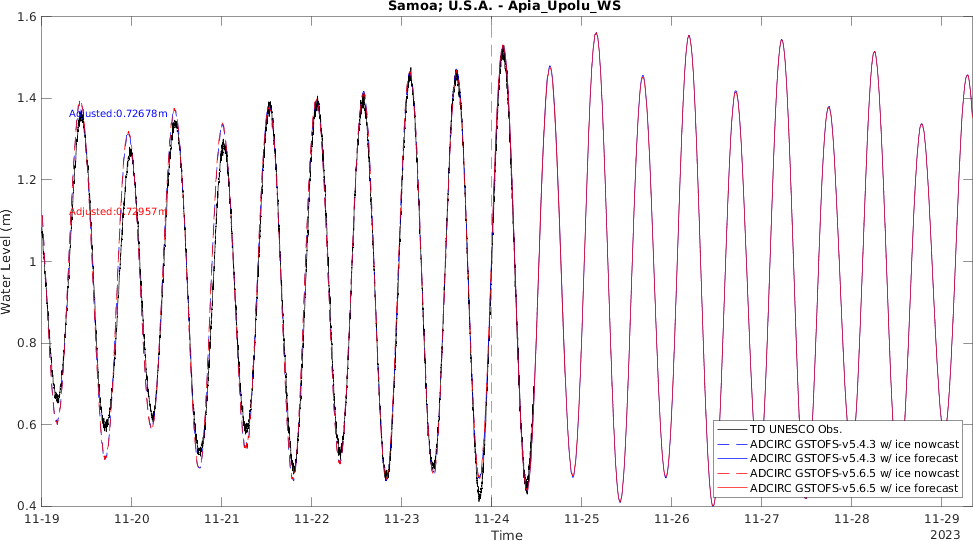 Samoa; U.S.A. - Apia_Upolu_WS
1.6
1.4
1.2
1
0.8
0.6
0.4
Water Level (m)
Adjusted:0.72678m
Adjusted:0.72957m
TD UNESCO Obs.
ADCIRC GSTOFS-v5.4.3 w/ ice nowcast
ADCIRC GSTOFS-v5.4.3 w/ ice forecast
ADCIRC GSTOFS-v5.6.5 w/ ice nowcast
ADCIRC GSTOFS-v5.6.5 w/ ice forecast
11-19 11-20 11-21 11-22 11-23 11-24 11-25 11-26 11-27 11-28 11-29
Time
2023